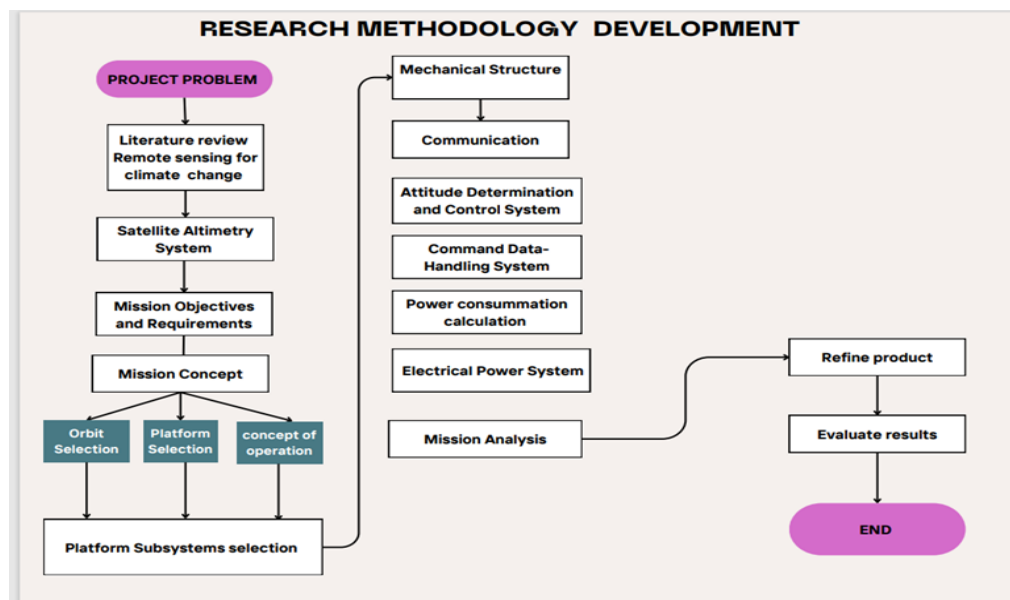 RESEARCH METHODOLOGY DEVELOPMENT
PROJECT PROBLEM
Literature review
Remote sensing for
climate change
Satellite Altimetry
System
Mission Objectives
and Requirements
Mission Concept
Orbit
Selection
Platform
Selection
concept of
operation
Platform Subsystems selection
Mechanical Structure
Communication
Attitude Determination
and Control System
Command Data-
Handling System
Power consummation
calculation
Electrical Power System
Mission Analysis
Refine product
Evaluate results
END